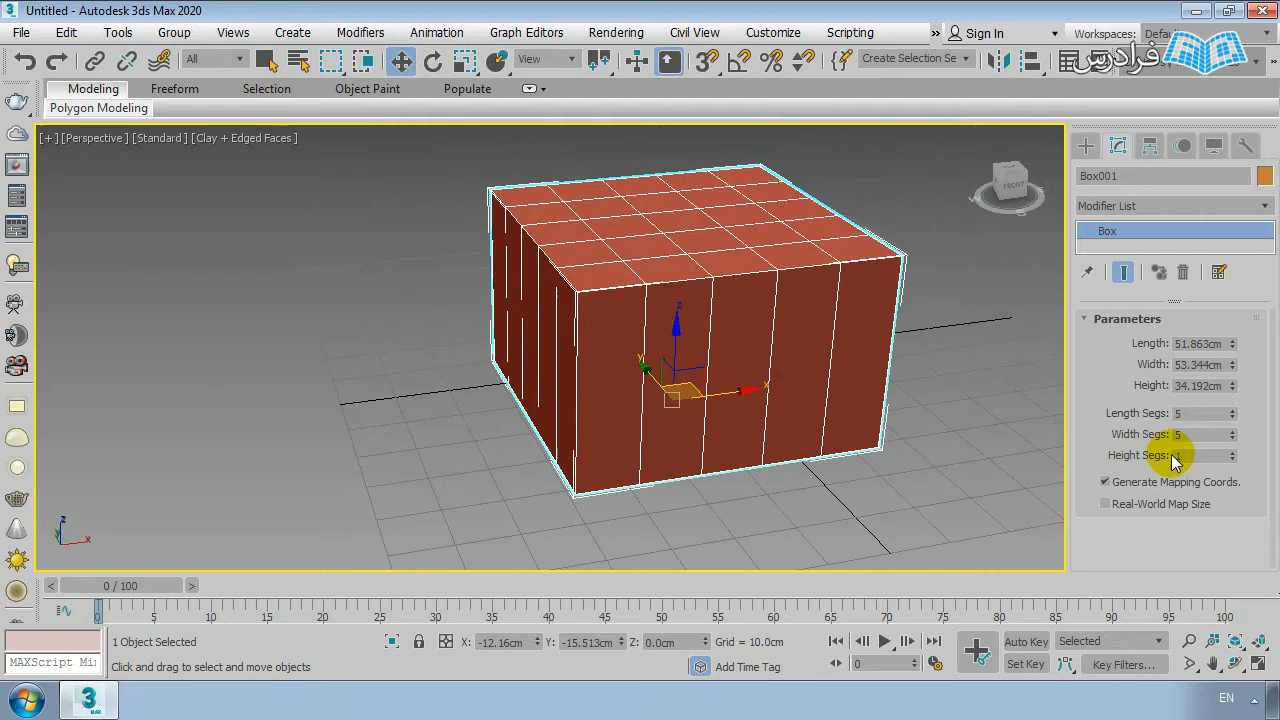 Untitled - Autodesk 3ds Max 2020
File Edit Tools Group Views Create Modifiers Animation Graph Editors Rendering Civil View Customize Scripting » Sign In Workspaces:
All View Create Selection Se
فرادرس
Modeling Freeform Selection Object Paint Populate
Polygon Modeling
[+] [Perspective] [Standard] [Clay + Edged Faces]
FRONT
W S
Box001
Modifier List
Box
Parameters
Length: 51.863cm
Width: 53.344cm
Height: 34.192cm
Length Segs: 5
Width Segs: 5
Height Segs: 1
Generate Mapping Coords.
Real-World Map Size
z
y
x
z
x
< 0 / 100 >
0 5 10 15 20 25 30 35 40 45 50 55 60 65 70 75 80 85 90 95 100
1 Object Selected X: -12.16cm Y: -15.513cm Z: 0.0cm Grid = 10.0cm Auto Key Selected
MAXScript Mi Click and drag to select and move objects Add Time Tag 0 Set Key Key Filters...
3 MAX EN